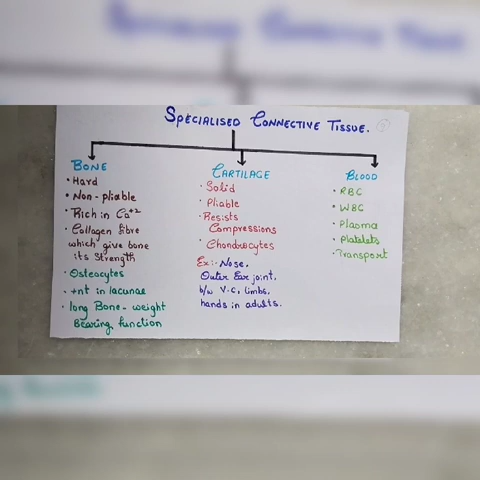 SPECIALISED CONNECTIVE TISSUE.
BONE
• Hard
• Non-pliable
• Rich in Ca+2
• Collagen fibre
which give bone
its strength
• Osteocytes
• +nt in lacunae
• long Bone - weight
Bearing function
CARTILAGE
• Solid
• Pliable
• Resists
Compressions
• Chondrocytes
Ex:- Nose,
Outer Ear joint,
b/w V.C, limbs,
hands in adults.
BLOOD
• RBC
• WBC
• Plasma
• Platelets
• Transport